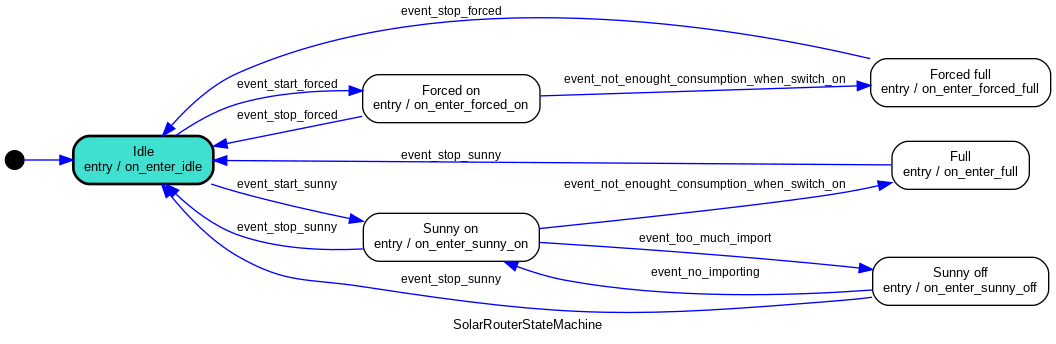 event_stop_forced
Forced full
entry / on_enter_forced_full
event_start_forced
Forced on
entry / on_enter_forced_on
event_not_enought_consumption_when_switch_on
event_stop_forced
Idle
entry / on_enter_idle
event_stop_sunny
Full
entry / on_enter_full
event_start_sunny
event_not_enought_consumption_when_switch_on
Sunny on
entry / on_enter_sunny_on
event_stop_sunny
event_too_much_import
event_no_importing
Sunny off
entry / on_enter_sunny_off
event_stop_sunny
SolarRouterStateMachine